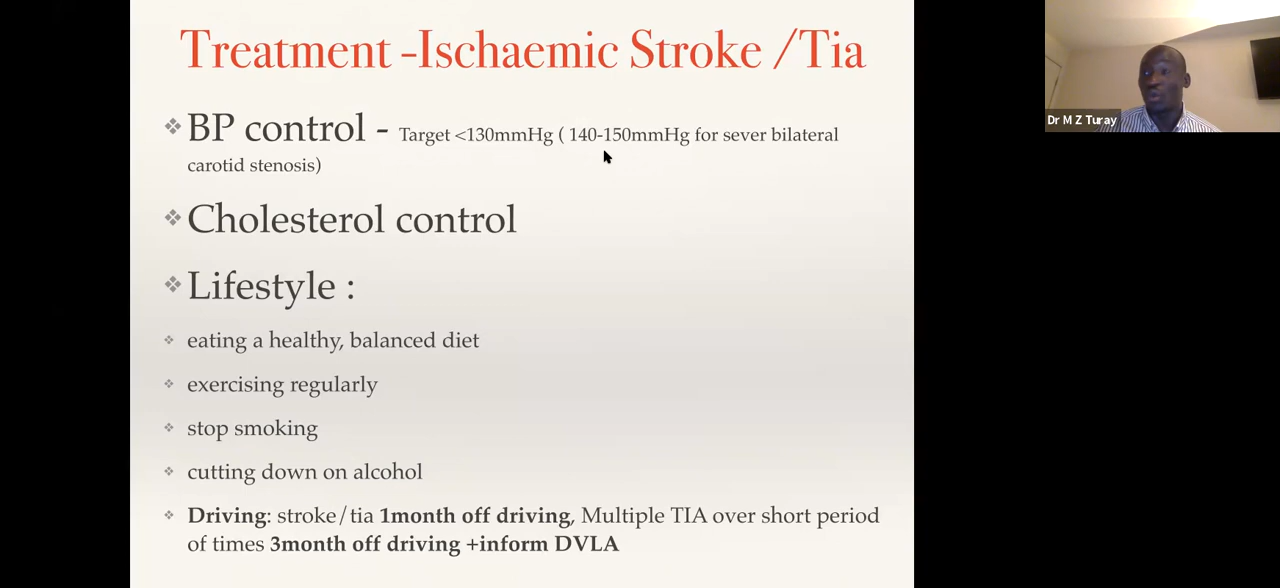 Treatment -Ischaemic Stroke /Tia
❖ BP control - Target <130mmHg ( 140-150mmHg for sever bilateral
carotid stenosis)
❖ Cholesterol control
❖ Lifestyle :
❖ eating a healthy, balanced diet
❖ exercising regularly
❖ stop smoking
❖ cutting down on alcohol
❖ Driving: stroke/tia 1month off driving, Multiple TIA over short period
of times 3month off driving +inform DVLA
Dr M Z Turay